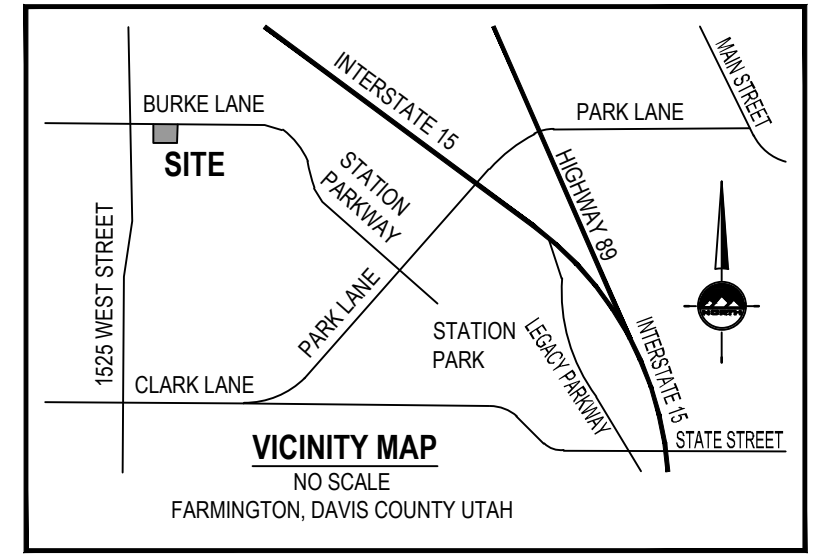 INTERSTATE 15
MAIN STREET
BURKE LANE
PARK LANE
SITE
STATION
PARKWAY
HIGHWAY 89
1525 WEST STREET
PARK LANE
NORTH
STATION
PARK
LEGACY PARKWAY
INTERSTATE 15
CLARK LANE
STATE STREET
VICINITY MAP
NO SCALE
FARMINGTON, DAVIS COUNTY UTAH